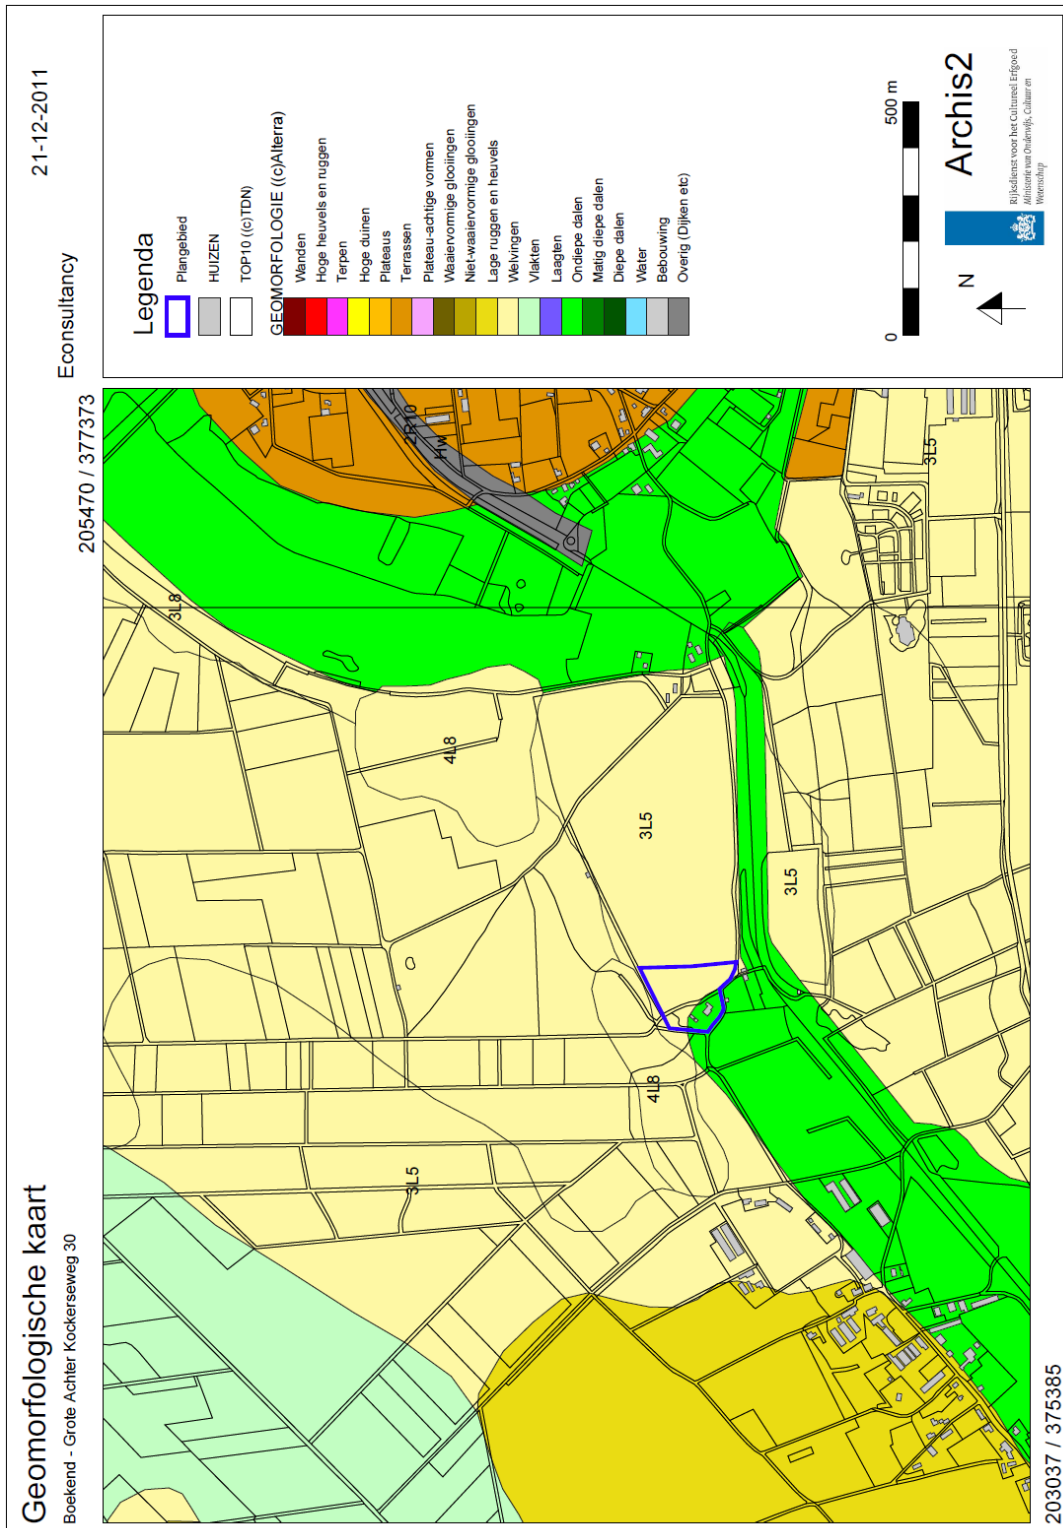 Geomorfologische kaart
Boekend - Grote Achter Kockerseweg 30
Econsultancy
21-12-2011
205470 / 377373
203037 / 375385
3L8
4L8
3L5
2R10
Hw
3L5
3L5
3L5
4L8
3L5
Legenda
Plangebied
HUIZEN
TOP10 ((c)TDN)
GEOMORFOLOGIE ((c)Alterra)
Wanden
Hoge heuvels en ruggen
Terpen
Hoge duinen
Plateaus
Terrassen
Plateau-achtige vormen
Waaiervormige glooiingen
Niet-waaiervormige glooiingen
Lage ruggen en heuvels
Welvingen
Vlakten
Laagten
Ondiepe dalen
Matig diepe dalen
Diepe dalen
Water
Bebouwing
Overig (Dijken etc)
0
500 m
N
Archis2
Rijksdienst voor het Cultureel Erfgoed
Ministerie van Onderwijs, Cultuur en
Wetenschap